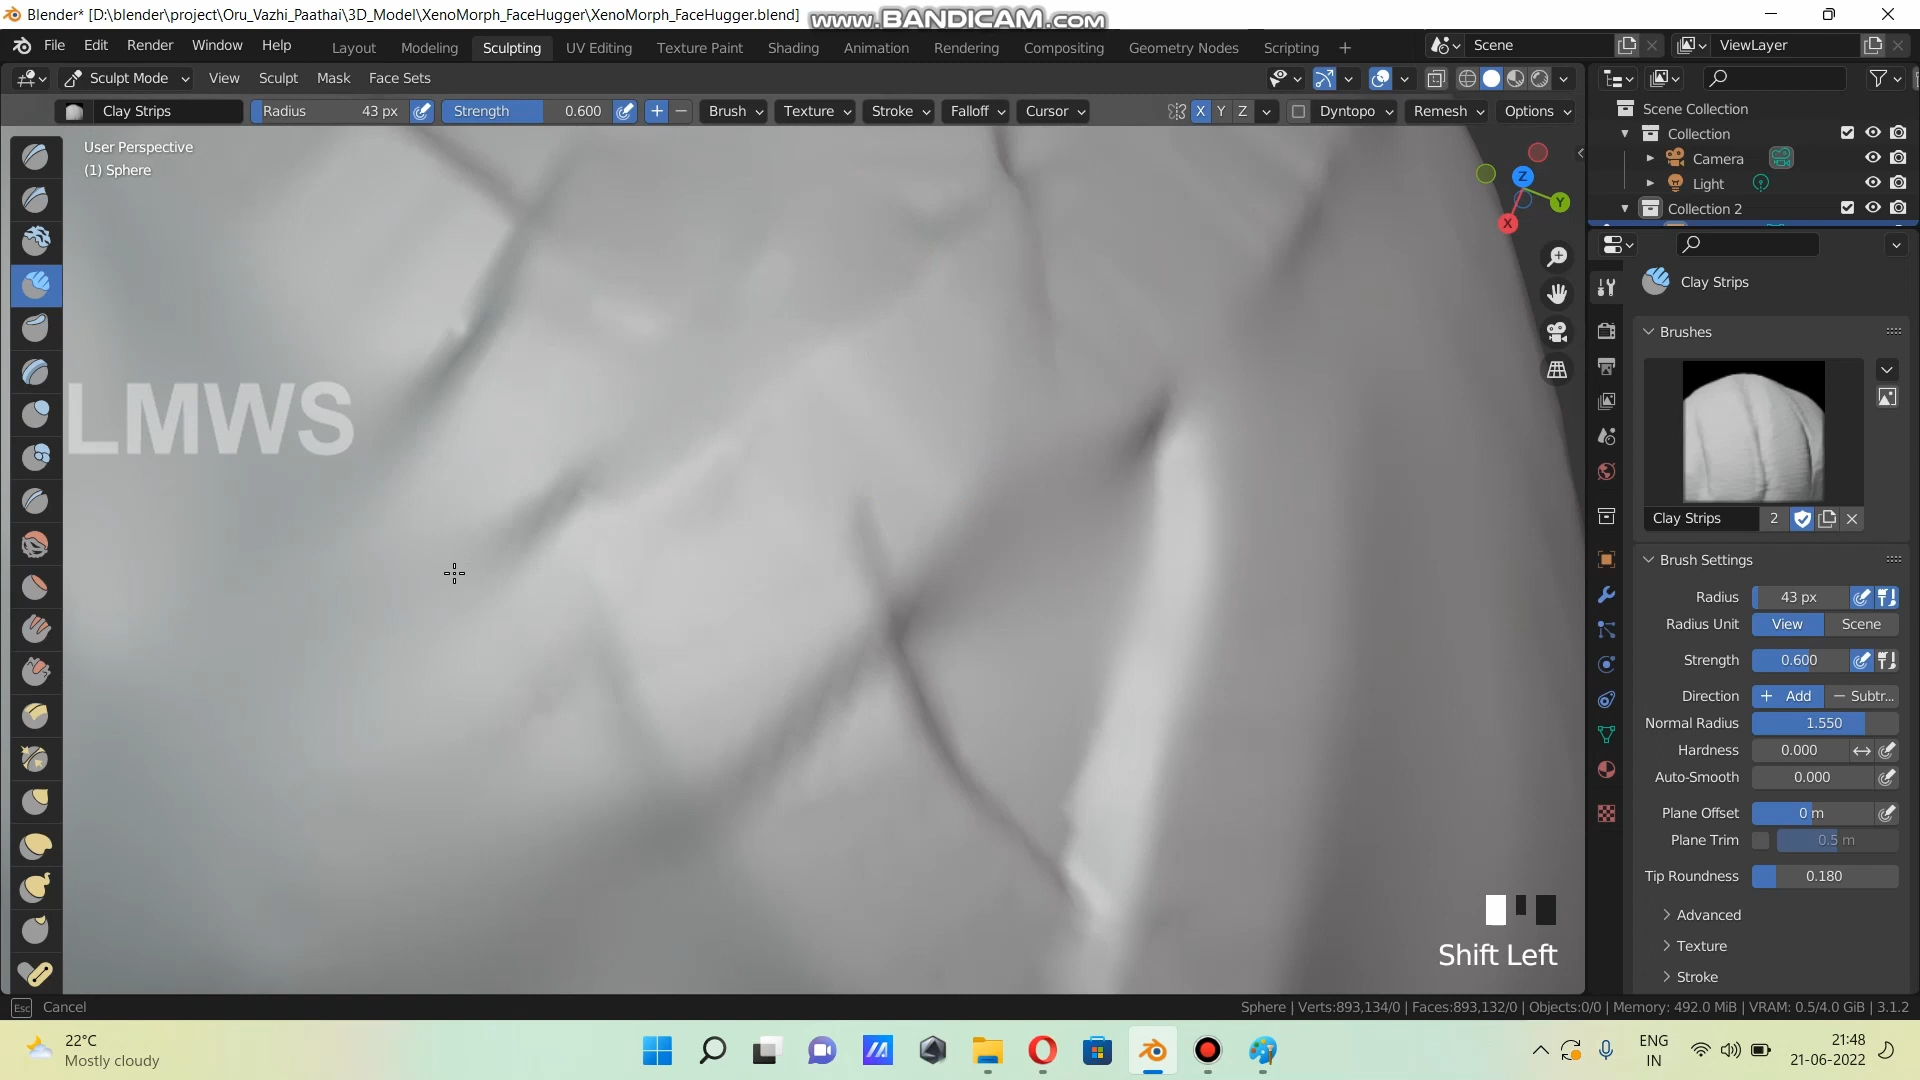 Blender* [D:\blender\project\Oru_Vazhi_Paathai\3D_Model\XenoMorph_FaceHugger\XenoMorph_FaceHugger.blend]
www.BANDICAM.com
File Edit Render Window Help
Layout Modeling Sculpting UV Editing Texture Paint Shading Animation Rendering Compositing Geometry Nodes Scripting +
Scene
ViewLayer
Sculpt Mode View Sculpt Mask Face Sets
Clay Strips Radius 43 px Strength 0.600 + − Brush Texture Stroke Falloff Cursor X Y Z Dyntopo Remesh Options
User Perspective
(1) Sphere
Z
Y
X
LMWS
Shift Left
Scene Collection
Collection
Camera
Light
Collection 2
Clay Strips
Brushes
Clay Strips 2
Brush Settings
Radius 43 px
Radius Unit View Scene
Strength 0.600
Direction + Add − Subtr...
Normal Radius 1.550
Hardness 0.000
Auto-Smooth 0.000
Plane Offset 0 m
Plane Trim 0.5 m
Tip Roundness 0.180
Advanced
Texture
Stroke
Esc Cancel
Sphere | Verts:893,134/0 | Faces:893,132/0 | Objects:0/0 | Memory: 492.0 MiB | VRAM: 0.5/4.0 GiB | 3.1.2
22°C
Mostly cloudy
ENG
IN
21:48
21-06-2022